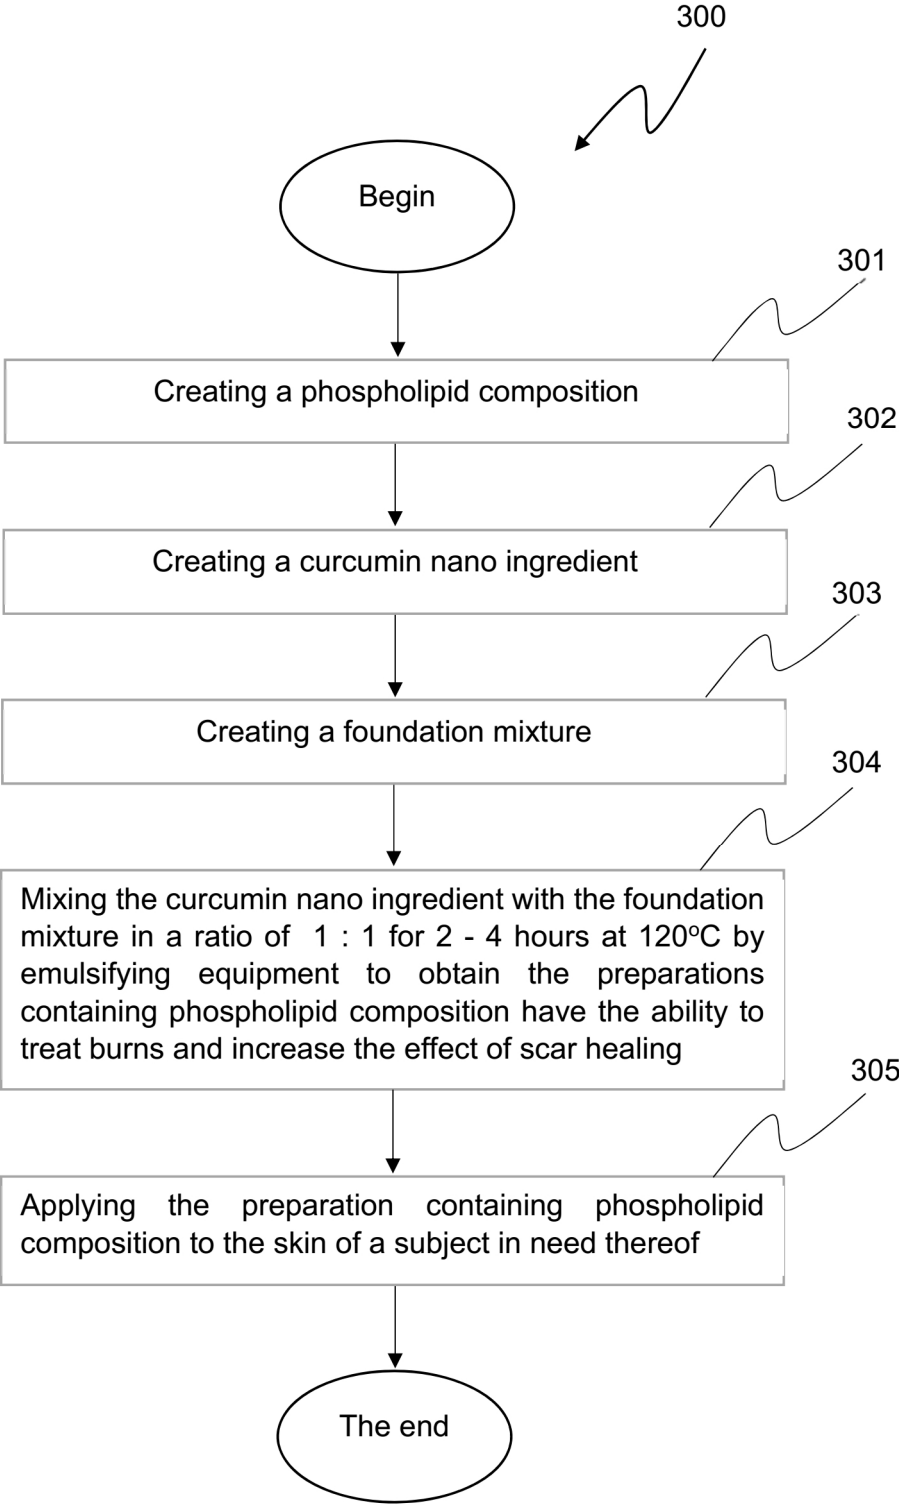 300
Begin
301
Creating a phospholipid composition
302
Creating a curcumin nano ingredient
303
Creating a foundation mixture
304
Mixing the curcumin nano ingredient with the foundation
mixture in a ratio of 1 : 1 for 2 - 4 hours at 120ºC by
emulsifying equipment to obtain the preparations
containing phospholipid composition have the ability to
treat burns and increase the effect of scar healing
305
Applying the preparation containing phospholipid
composition to the skin of a subject in need thereof
The end